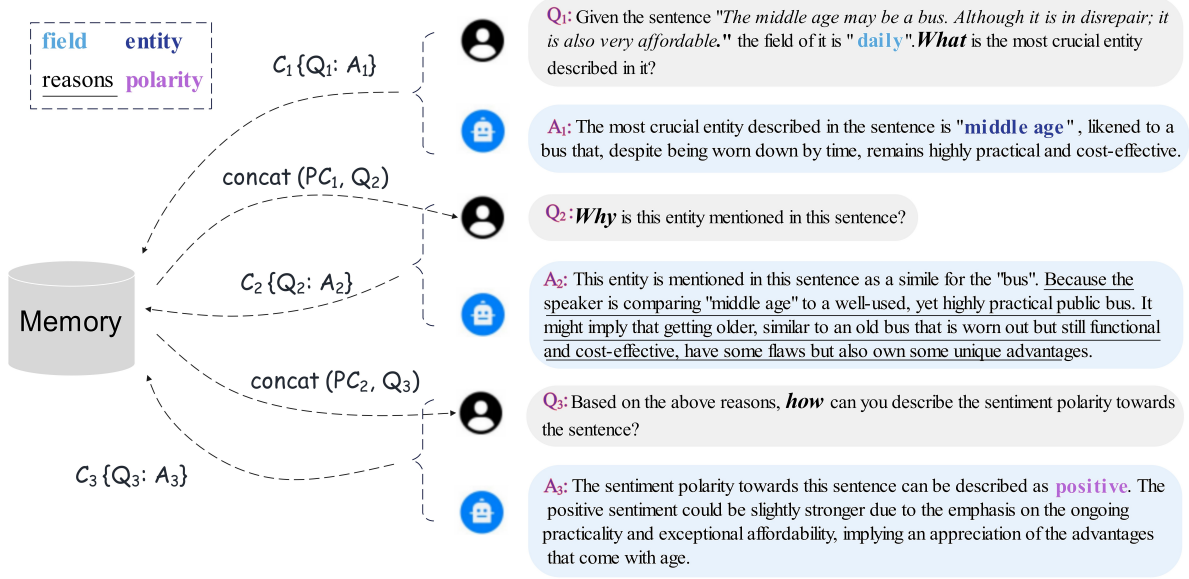 field entity
reasons polarity
C₁{Q₁: A₁}
concat (PC₁, Q₂)
C₂{Q₂: A₂}
Memory
concat (PC₂, Q₃)
C₃{Q₃: A₃}
Q₁: Given the sentence "The middle age may be a bus. Although it is in disrepair; it
is also very affordable." the field of it is " daily".What is the most crucial entity
described in it?
A₁: The most crucial entity described in the sentence is "middle age" , likened to a
bus that, despite being worn down by time, remains highly practical and cost-effective.
Q₂:Why is this entity mentioned in this sentence?
A₂: This entity is mentioned in this sentence as a simile for the "bus". Because the
speaker is comparing "middle age" to a well-used, yet highly practical public bus. It
might imply that getting older, similar to an old bus that is worn out but still functional
and cost-effective, have some flaws but also own some unique advantages.
Q₃: Based on the above reasons, how can you describe the sentiment polarity towards
the sentence?
A₃: The sentiment polarity towards this sentence can be described as positive. The
positive sentiment could be slightly stronger due to the emphasis on the ongoing
practicality and exceptional affordability, implying an appreciation of the advantages
that come with age.